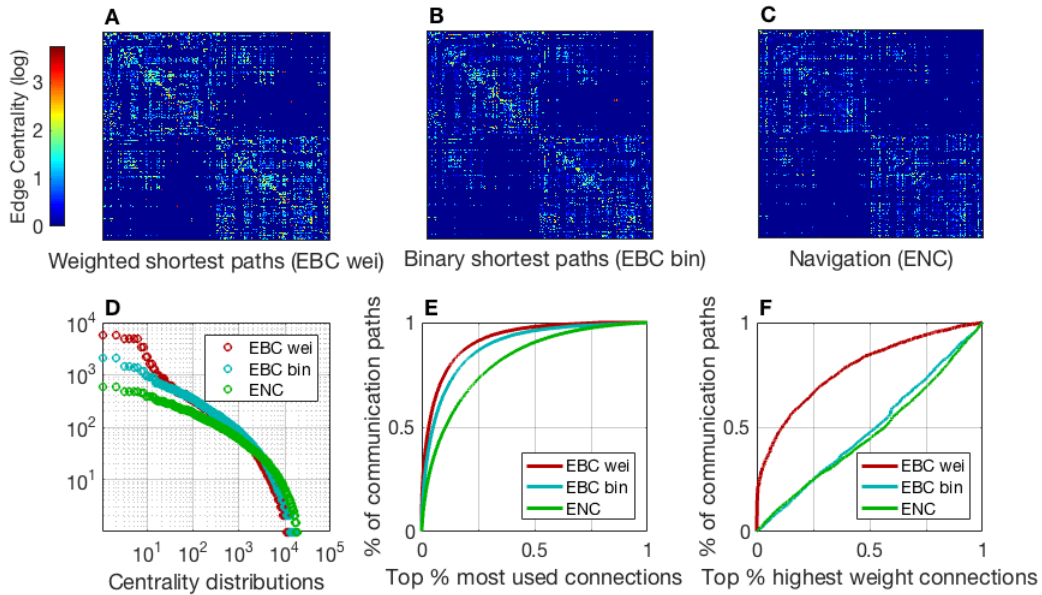 A
B
C
Edge Centrality (log)
3
2
1
0
Weighted shortest paths (EBC wei)
Binary shortest paths (EBC bin)
Navigation (ENC)
D
10^4
10^3
10^2
10^1
EBC wei
EBC bin
ENC
10^1 10^2 10^3 10^4 10^5
Centrality distributions
E
% of communication paths
1
0.5
0
EBC wei
EBC bin
ENC
0 0.5 1
Top % most used connections
F
% of communication paths
1
0.5
0
EBC wei
EBC bin
ENC
0 0.5 1
Top % highest weight connections